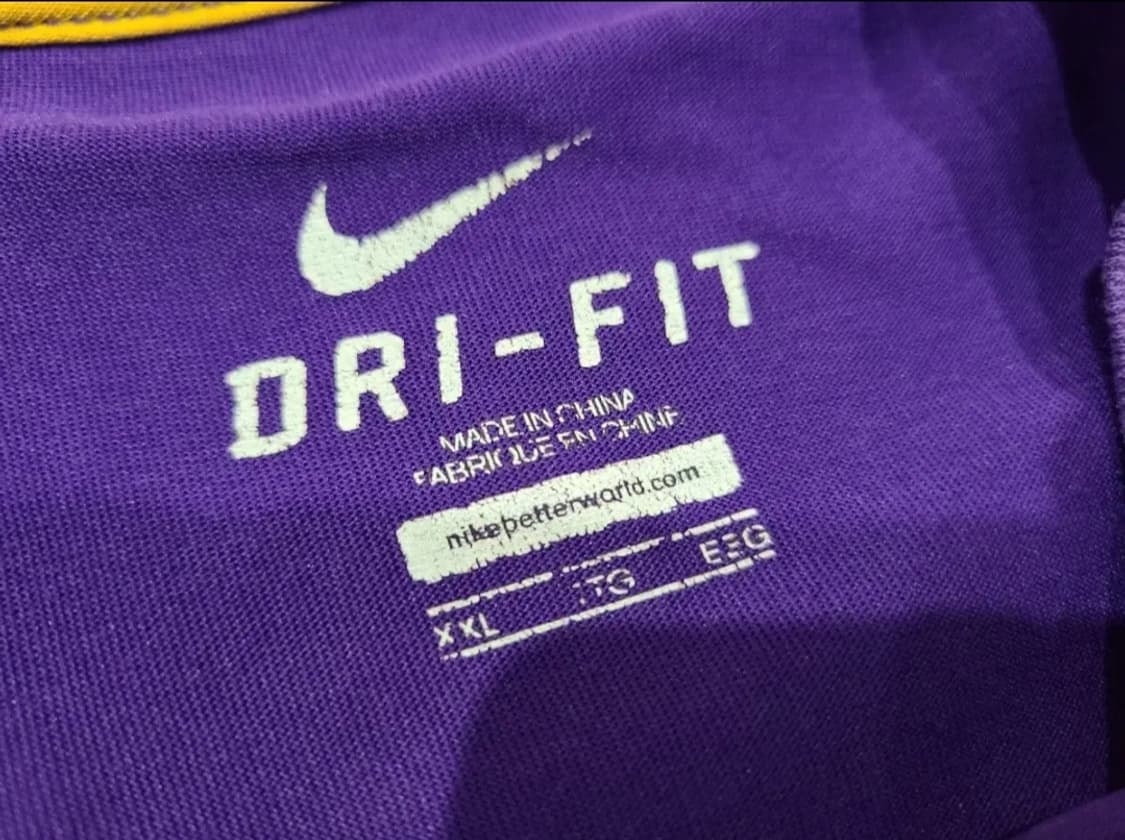 DRI-FIT
MADE IN CHINA
FABRIQUE EN CHINE
nikebetterworld.com
XXL TTG EEG